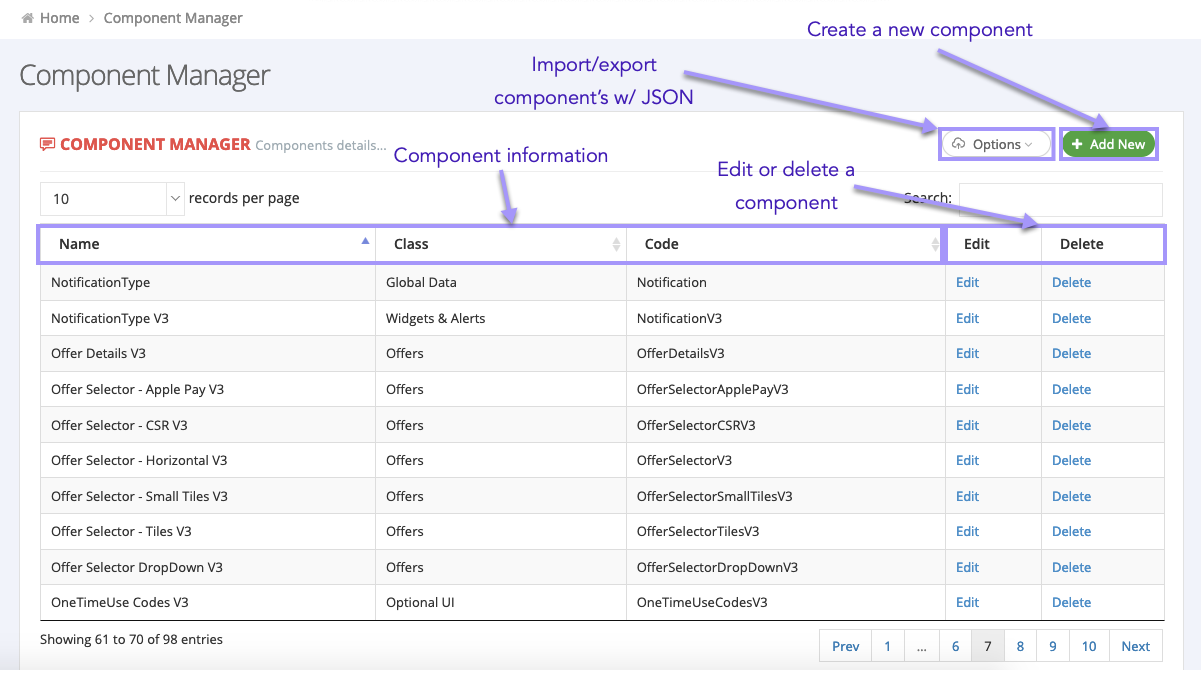 Home > Component Manager
Create a new component
Component Manager
Import/export
component's w/ JSON
COMPONENT MANAGER Components details...
Options
+ Add New
Component information
Edit or delete a
component
10 records per page
Search:
Name Class Code Edit Delete
NotificationType Global Data Notification Edit Delete
NotificationType V3 Widgets & Alerts NotificationV3 Edit Delete
Offer Details V3 Offers OfferDetailsV3 Edit Delete
Offer Selector - Apple Pay V3 Offers OfferSelectorApplePayV3 Edit Delete
Offer Selector - CSR V3 Offers OfferSelectorCSRV3 Edit Delete
Offer Selector - Horizontal V3 Offers OfferSelectorV3 Edit Delete
Offer Selector - Small Tiles V3 Offers OfferSelectorSmallTilesV3 Edit Delete
Offer Selector - Tiles V3 Offers OfferSelectorTilesV3 Edit Delete
Offer Selector DropDown V3 Offers OfferSelectorDropDownV3 Edit Delete
OneTimeUse Codes V3 Optional UI OneTimeUseCodesV3 Edit Delete
Showing 61 to 70 of 98 entries
Prev 1 ... 6 7 8 9 10 Next